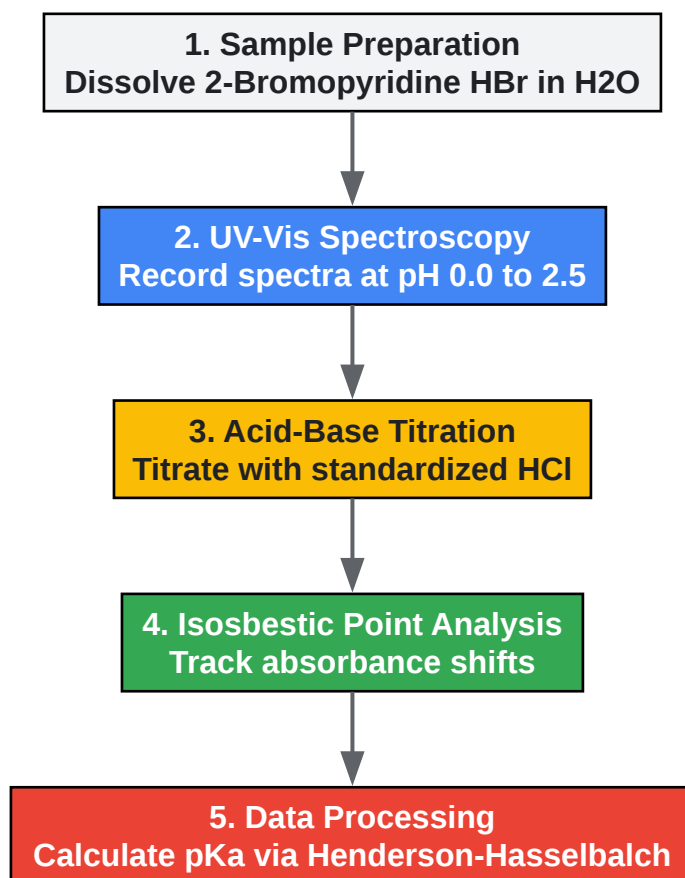 1. Sample Preparation
Dissolve 2-Bromopyridine HBr in H2O
2. UV-Vis Spectroscopy
Record spectra at pH 0.0 to 2.5
3. Acid-Base Titration
Titrate with standardized HCl
4. Isosbestic Point Analysis
Track absorbance shifts
5. Data Processing
Calculate pKa via Henderson-Hasselbalch